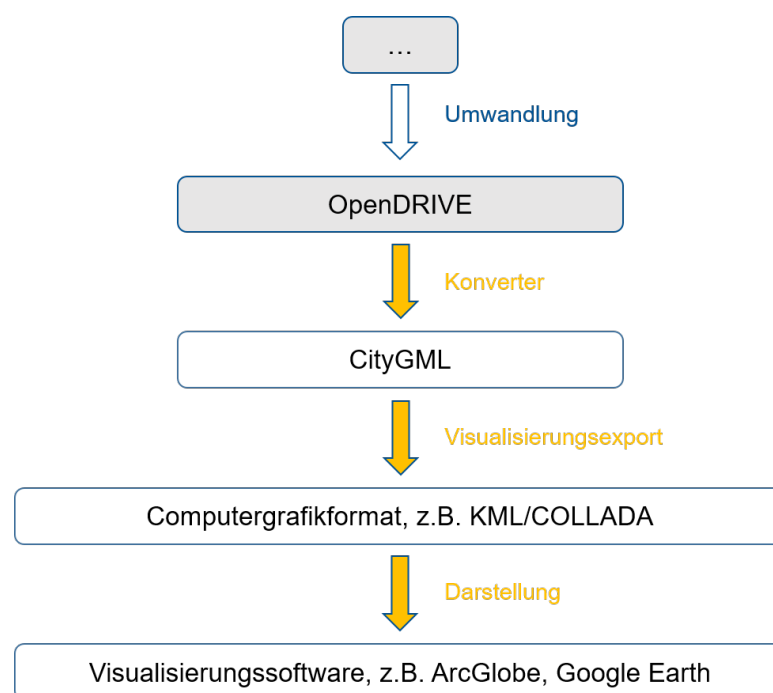 ...
Umwandlung
OpenDRIVE
Konverter
CityGML
Visualisierungsexport
Computergrafikformat, z.B. KML/COLLADA
Darstellung
Visualisierungssoftware, z.B. ArcGlobe, Google Earth